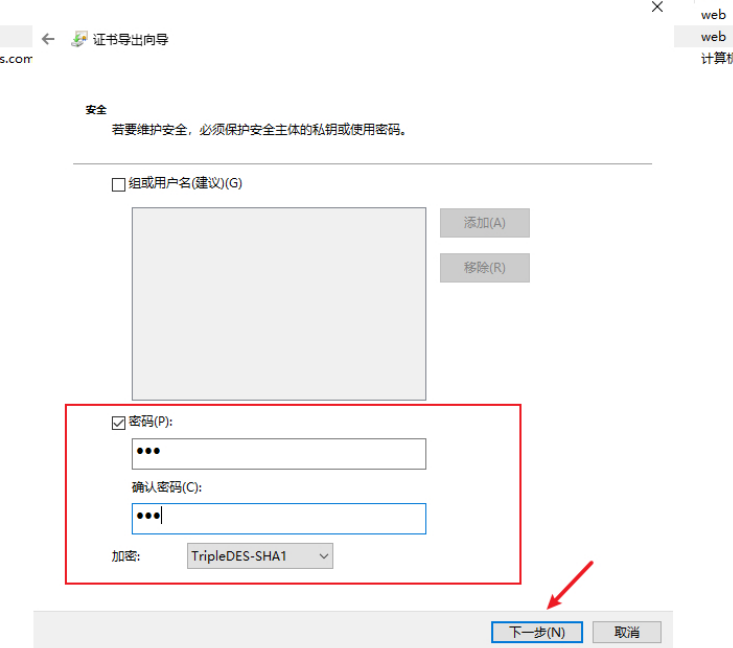 web
web
计算机
s.com
证书导出向导
安全
若要维护安全，必须保护安全主体的私钥或使用密码。
组或用户名(建议)(G)
添加(A)
移除(R)
密码(P):
●●●
确认密码(C):
●●●
加密:
TripleDES-SHA1
下一步(N)
取消